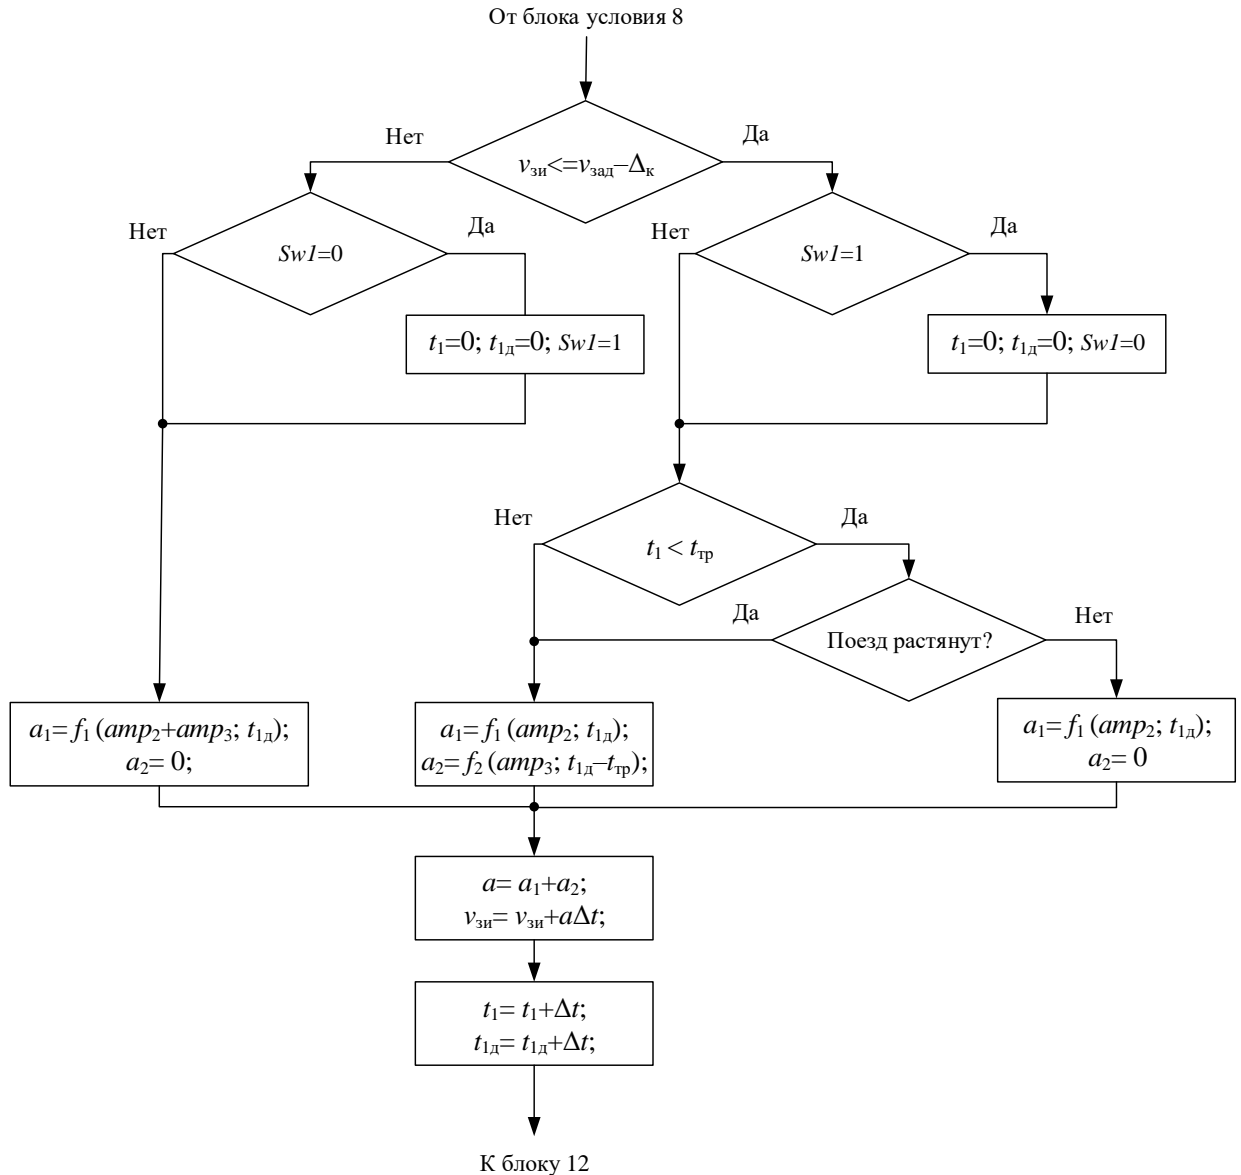 От блока условия 8
Нет
Да
vзи<=vзад–Δк
Нет
Да
Нет
Да
Sw1=0
Sw1=1
t1=0; t1д=0; Sw1=1
t1=0; t1д=0; Sw1=0
Нет
Да
t1 < tтр
Да
Нет
Поезд растянут?
a1= f1 (amp2+amp3; t1д);
a2= 0;
a1= f1 (amp2; t1д);
a2= f2 (amp3; t1д–tтр);
a1= f1 (amp2; t1д);
a2= 0
a= a1+a2;
vзи= vзи+aΔt;
t1= t1+Δt;
t1д= t1д+Δt;
К блоку 12